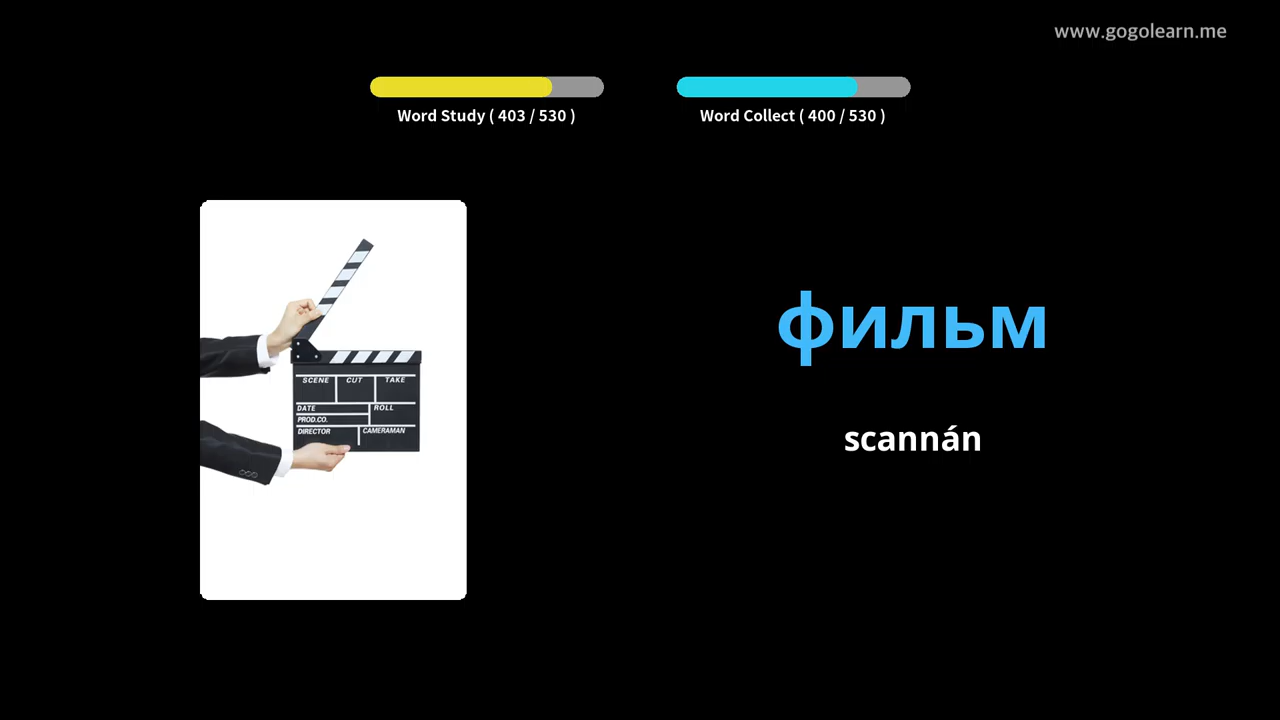 www.gogolearn.me
Word Study ( 403 / 530 )
Word Collect ( 400 / 530 )
фильм
scannán
SCENE CUT TAKE
DATE ROLL
PROD.CO.
DIRECTOR CAMERAMAN